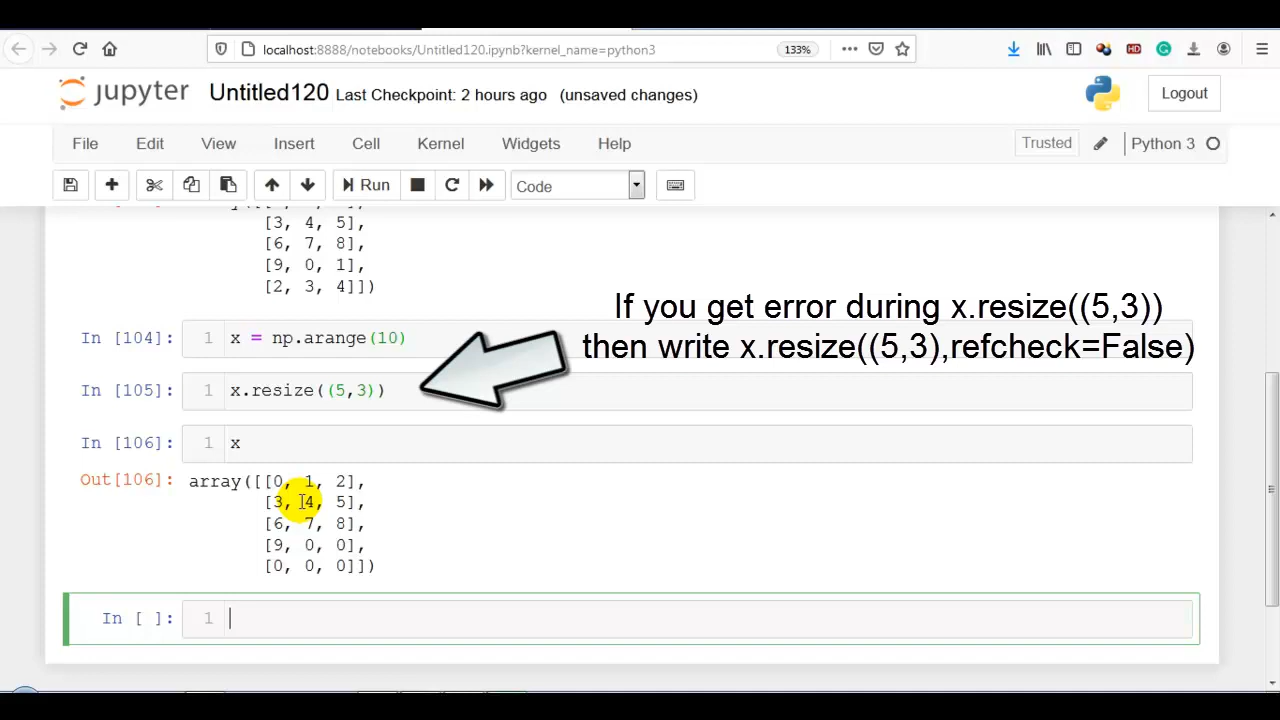 localhost:8888/notebooks/Untitled120.ipynb?kernel_name=python3
133%
HD
jupyter Untitled120 Last Checkpoint: 2 hours ago (unsaved changes)
Logout
File Edit View Insert Cell Kernel Widgets Help
Trusted
Python 3
Run
Code
[3, 4, 5],
[6, 7, 8],
[9, 0, 1],
[2, 3, 4]])
If you get error during x.resize((5,3))
then write x.resize((5,3),refcheck=False)
In [104]: 1 x = np.arange(10)
In [105]: 1 x.resize((5,3))
In [106]: 1 x
Out[106]: array([[0, 1, 2],
[3, 4, 5],
[6, 7, 8],
[9, 0, 0],
[0, 0, 0]])
In [ ]: 1